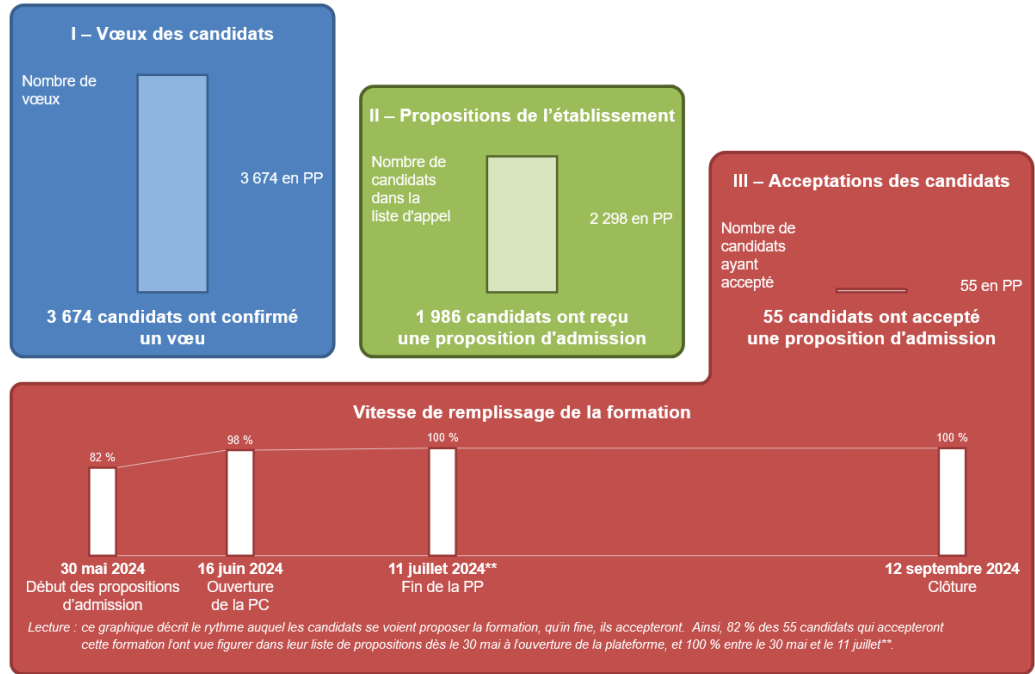 I – Vœux des candidats
Nombre de
vœux
3 674 en PP
3 674 candidats ont confirmé
un vœu
II – Propositions de l'établissement
Nombre de
candidats
dans la
liste d'appel
2 298 en PP
1 986 candidats ont reçu
une proposition d'admission
III – Acceptations des candidats
Nombre de
candidats
ayant
accepté
55 en PP
55 candidats ont accepté
une proposition d'admission
Vitesse de remplissage de la formation
82 %
98 %
100 %
100 %
30 mai 2024
Début des propositions
d'admission
16 juin 2024
Ouverture
de la PC
11 juillet 2024**
Fin de la PP
12 septembre 2024
Clôture
Lecture : ce graphique décrit le rythme auquel les candidats se voient proposer la formation, qu'in fine, ils accepteront. Ainsi, 82 % des 55 candidats qui accepteront
cette formation l'ont vue figurer dans leur liste de propositions dès le 30 mai à l'ouverture de la plateforme, et 100 % entre le 30 mai et le 11 juillet**.